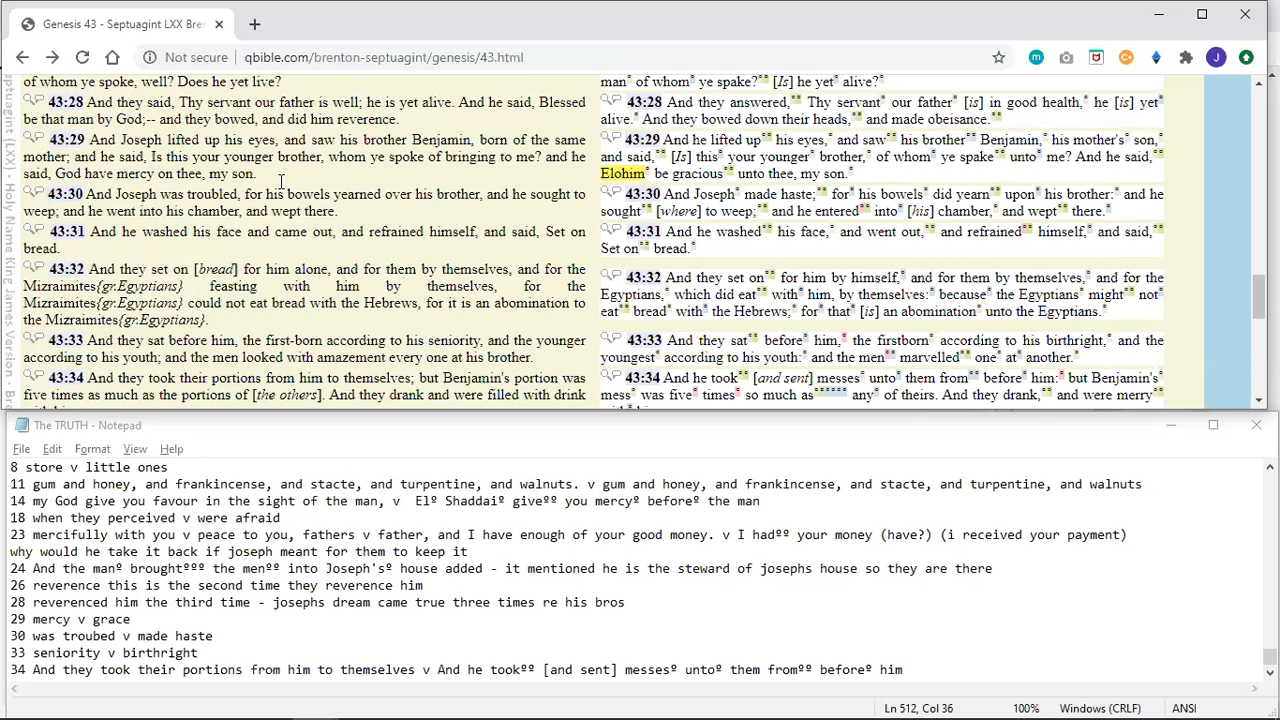 Genesis 43 - Septuagint LXX Bre
Not secure
qbible.com/brenton-septuagint/genesis/43.html
J
eptuagint (LXX) - Holy Name King James Version - B
of whom ye spoke, well? Does he yet live?
43:28 And they said, Thy servant our father is well; he is yet alive. And he said, Blessed
be that man by God;-- and they bowed, and did him reverence.
43:29 And Joseph lifted up his eyes, and saw his brother Benjamin, born of the same
mother; and he said, Is this your younger brother, whom ye spoke of bringing to me? and he
said, God have mercy on thee, my son.
43:30 And Joseph was troubled, for his bowels yearned over his brother, and he sought to
weep; and he went into his chamber, and wept there.
43:31 And he washed his face and came out, and refrained himself, and said, Set on
bread.
43:32 And they set on [bread] for him alone, and for them by themselves, and for the
Mizraimites{gr.Egyptians} feasting with him by themselves, for the
Mizraimites{gr.Egyptians} could not eat bread with the Hebrews, for it is an abomination to
the Mizraimites{gr.Egyptians}.
43:33 And they sat before him, the first-born according to his seniority, and the younger
according to his youth; and the men looked with amazement every one at his brother.
43:34 And they took their portions from him to themselves; but Benjamin's portion was
five times as much as the portions of [the others]. And they drank and were filled with drink
man of whom ye spake? [Is] he yet alive?
43:28 And they answered, Thy servant our father [is] in good health, he [is] yet
alive. And they bowed down their heads, and made obeisance.
43:29 And he lifted up his eyes, and saw his brother Benjamin, his mother's son,
and said, [Is] this your younger brother, of whom ye spake unto me? And he said,
Elohim be gracious unto thee, my son.
43:30 And Joseph made haste; for his bowels did yearn upon his brother: and he
sought [where] to weep; and he entered into [his] chamber, and wept there.
43:31 And he washed his face, and went out, and refrained himself, and said,
Set on bread.
43:32 And they set on for him by himself, and for them by themselves, and for the
Egyptians, which did eat with him, by themselves: because the Egyptians might not
eat bread with the Hebrews; for that [is] an abomination unto the Egyptians.
43:33 And they sat before him, the firstborn according to his birthright, and the
youngest according to his youth: and the men marvelled one at another.
43:34 And he took [and sent] messes unto them from before him: but Benjamin's
mess was five times so much as any of theirs. And they drank, and were merry
The TRUTH - Notepad
File Edit Format View Help
8 store v little ones
11 gum and honey, and frankincense, and stacte, and turpentine, and walnuts. v gum and honey, and frankincense, and stacte, and turpentine, and walnuts
14 my God give you favour in the sight of the man, v  Elº Shaddaiº giveºº you mercyº beforeº the man
18 when they perceived v were afraid
23 mercifully with you v peace to you, fathers v father, and I have enough of your good money. v I hadºº your money (have?) (i received your payment)
why would he take it back if joseph meant for them to keep it
24 And the manº broughtººº the menºº into Joseph'sº house added - it mentioned he is the steward of josephs house so they are there
26 reverence this is the second time they reverence him
28 reverenced him the third time - josephs dream came true three times re his bros
29 mercy v grace
30 was troubed v made haste
33 seniority v birthright
34 And they took their portions from him to themselves v And he tookºº [and sent] messesº untoº them fromºº beforeº him
Ln 512, Col 36 100% Windows (CRLF) ANSI